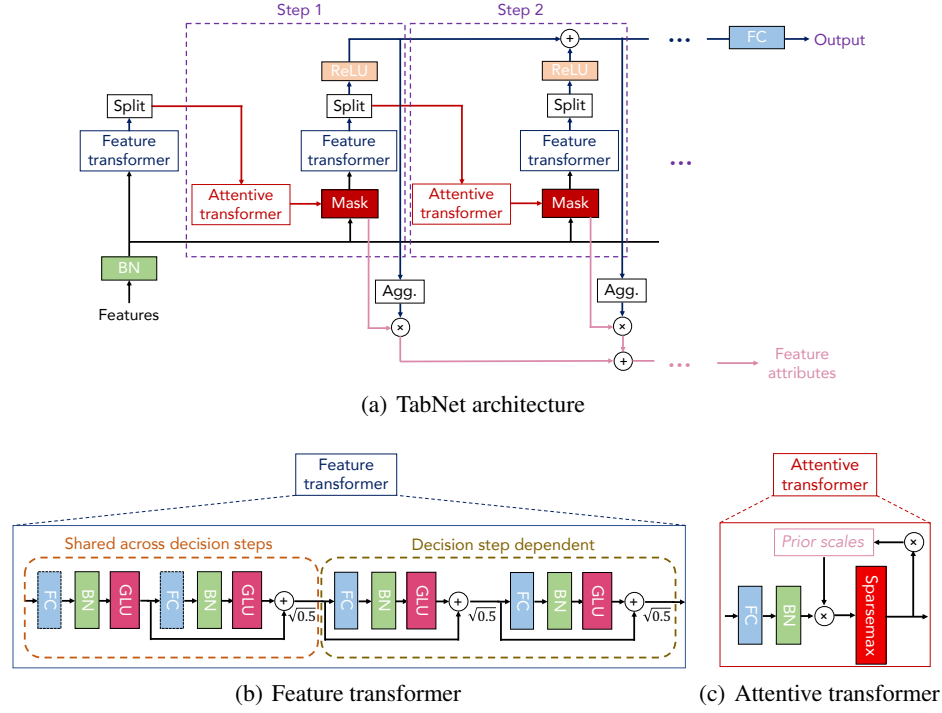 Step 1
Step 2
FC
Output
ReLU
ReLU
Split
Split
Split
Feature
transformer
Feature
transformer
Feature
transformer
Attentive
transformer
Mask
Attentive
transformer
Mask
BN
Features
Agg.
Agg.
Feature
attributes
(a) TabNet architecture
Feature
transformer
Shared across decision steps
Decision step dependent
FC
BN
GLU
FC
BN
GLU
√0.5
FC
BN
GLU
√0.5
FC
BN
GLU
√0.5
(b) Feature transformer
Attentive
transformer
Prior scales
FC
BN
Sparsemax
(c) Attentive transformer